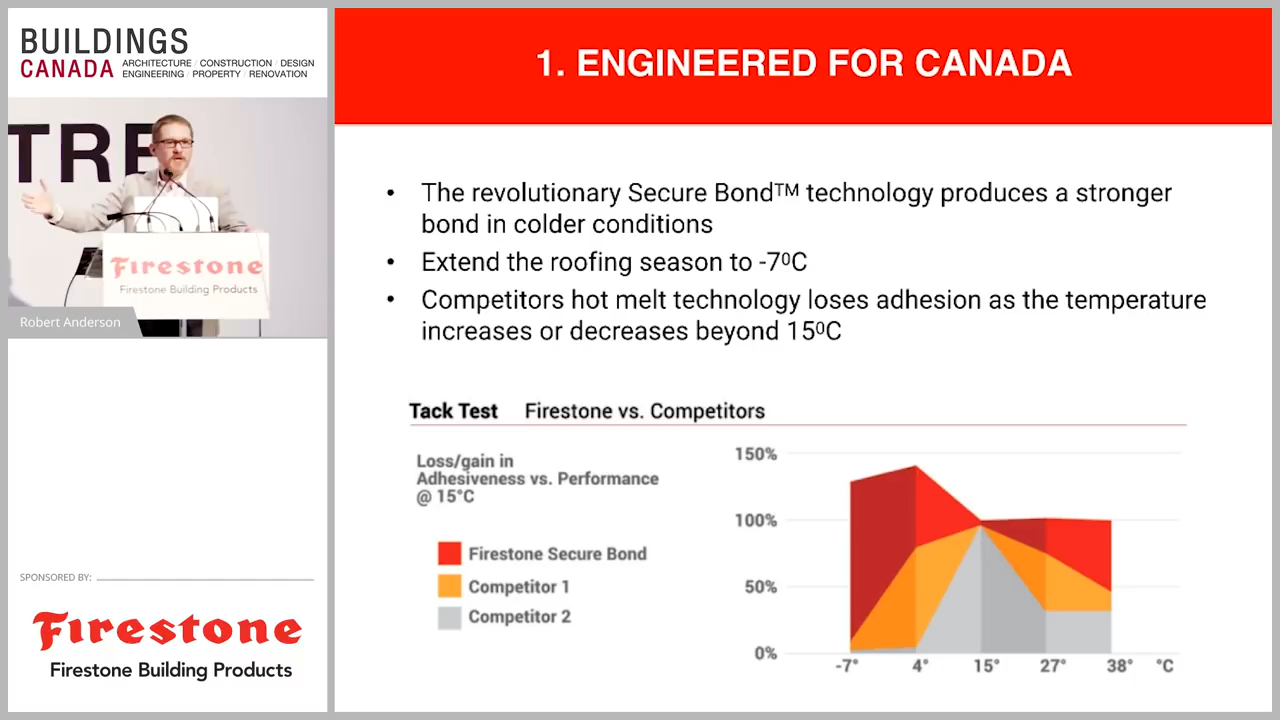 BUILDINGS
CANADA
ARCHITECTURE / CONSTRUCTION / DESIGN
ENGINEERING / PROPERTY / RENOVATION
TRE
Firestone
Firestone Building Products
Robert Anderson
SPONSORED BY:
Firestone
Firestone Building Products
1. ENGINEERED FOR CANADA
• The revolutionary Secure Bond™ technology produces a stronger
bond in colder conditions
• Extend the roofing season to -7⁰C
• Competitors hot melt technology loses adhesion as the temperature
increases or decreases beyond 15⁰C
Tack Test Firestone vs. Competitors
Loss/gain in
Adhesiveness vs. Performance
@ 15°C
Firestone Secure Bond
Competitor 1
Competitor 2
150%
100%
50%
0%
-7° 4° 15° 27° 38° °C